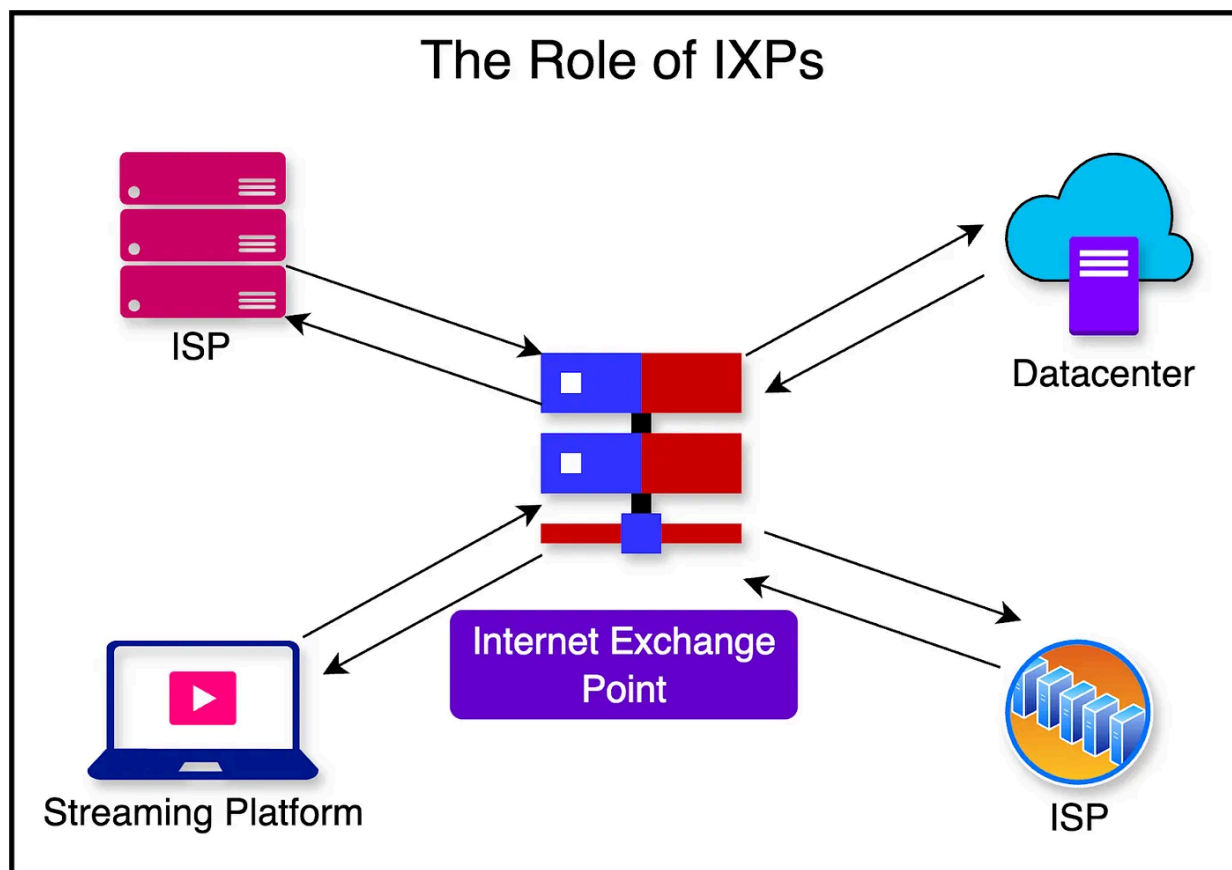 The Role of IXPs
ISP
Datacenter
Internet Exchange
Point
Streaming Platform
ISP